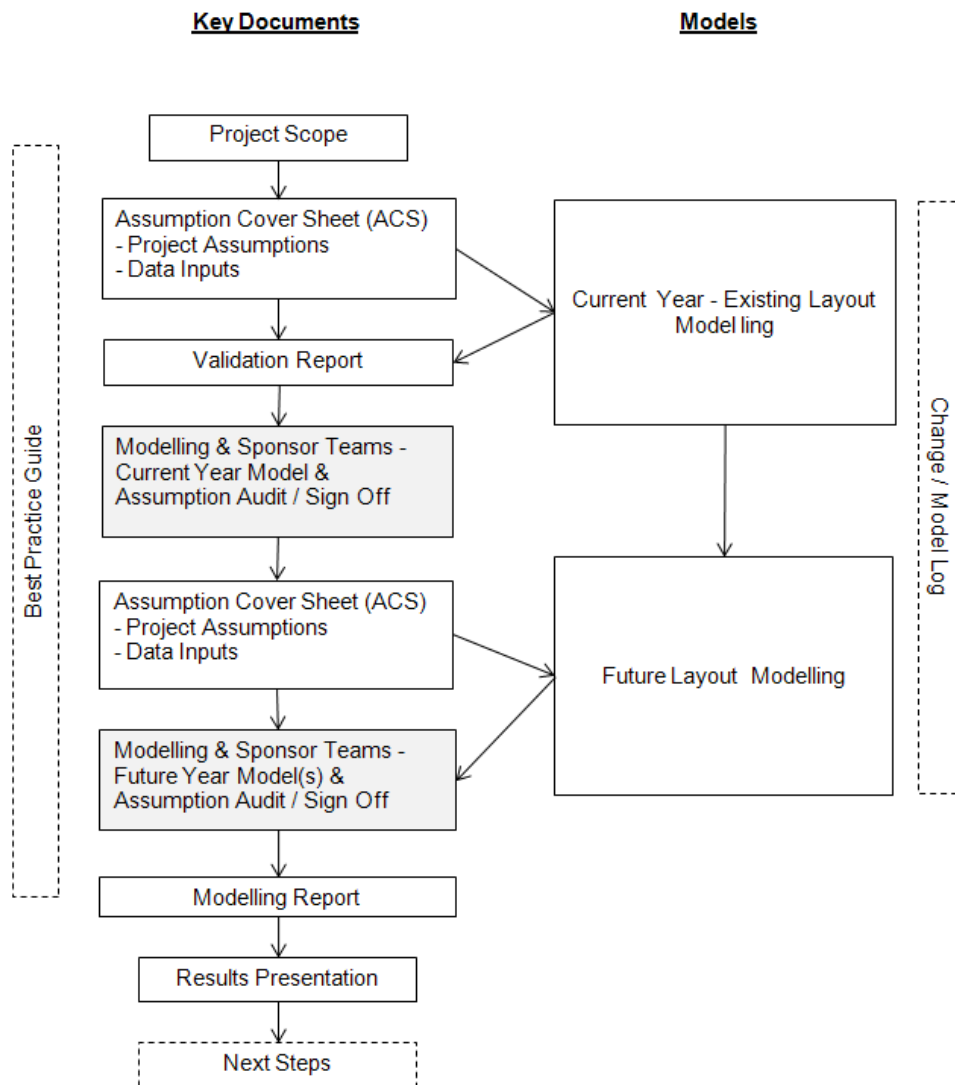 Key Documents
Models
Project Scope
Assumption Cover Sheet (ACS)
- Project Assumptions
- Data Inputs
Current Year - Existing Layout
Modelling
Validation Report
Modelling & Sponsor Teams -
Current Year Model &
Assumption Audit / Sign Off
Assumption Cover Sheet (ACS)
- Project Assumptions
- Data Inputs
Future Layout Modelling
Modelling & Sponsor Teams -
Future Year Model(s) &
Assumption Audit / Sign Off
Modelling Report
Results Presentation
Next Steps
Best Practice Guide
Change / Model Log